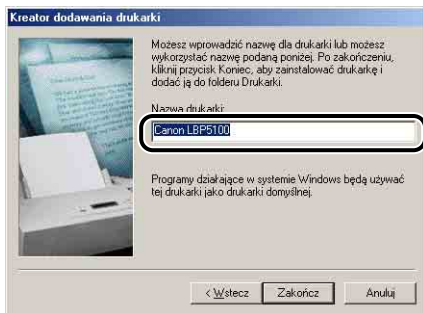 Kreator dodawania drukarki
Możesz wprowadzić nazwę dla drukarki lub możesz
wykorzystać nazwę podaną poniżej. Po zakończeniu,
kliknij przycisk Koniec, aby zainstalować drukarkę i
dodać ją do folderu Drukarki.
Nazwa drukarki:
Canon LBP5100
Programy działające w systemie Windows będą używać
tej drukarki jako drukarki domyślnej.
< Wstecz Zakończ Anuluj